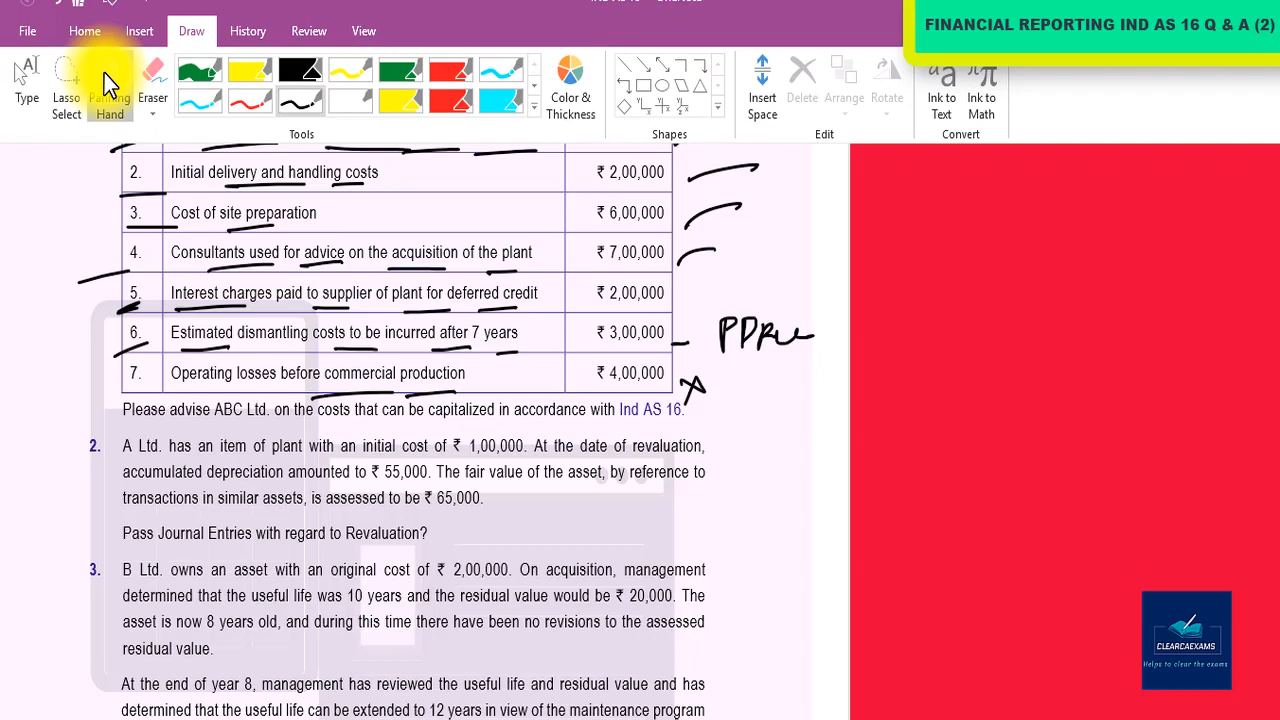 FINANCIAL REPORTING IND AS 16 Q & A (2)
File Home Insert Draw History Review View
Type
Lasso Select
Panning Hand
Eraser
Color & Thickness
Insert Space
Delete
Arrange
Rotate
Ink to Text
Ink to Math
Tools Shapes Edit Convert
2. Initial delivery and handling costs ₹ 2,00,000
3. Cost of site preparation ₹ 6,00,000
4. Consultants used for advice on the acquisition of the plant ₹ 7,00,000
5. Interest charges paid to supplier of plant for deferred credit ₹ 2,00,000
6. Estimated dismantling costs to be incurred after 7 years ₹ 3,00,000
7. Operating losses before commercial production ₹ 4,00,000
Please advise ABC Ltd. on the costs that can be capitalized in accordance with Ind AS 16.
2. A Ltd. has an item of plant with an initial cost of ₹ 1,00,000. At the date of revaluation,
accumulated depreciation amounted to ₹ 55,000. The fair value of the asset, by reference to
transactions in similar assets, is assessed to be ₹ 65,000.
Pass Journal Entries with regard to Revaluation?
3. B Ltd. owns an asset with an original cost of ₹ 2,00,000. On acquisition, management
determined that the useful life was 10 years and the residual value would be ₹ 20,000. The
asset is now 8 years old, and during this time there have been no revisions to the assessed
residual value.
At the end of year 8, management has reviewed the useful life and residual value and has
determined that the useful life can be extended to 12 years in view of the maintenance program
CLEARCAEXAMS
Helps to clear the exams